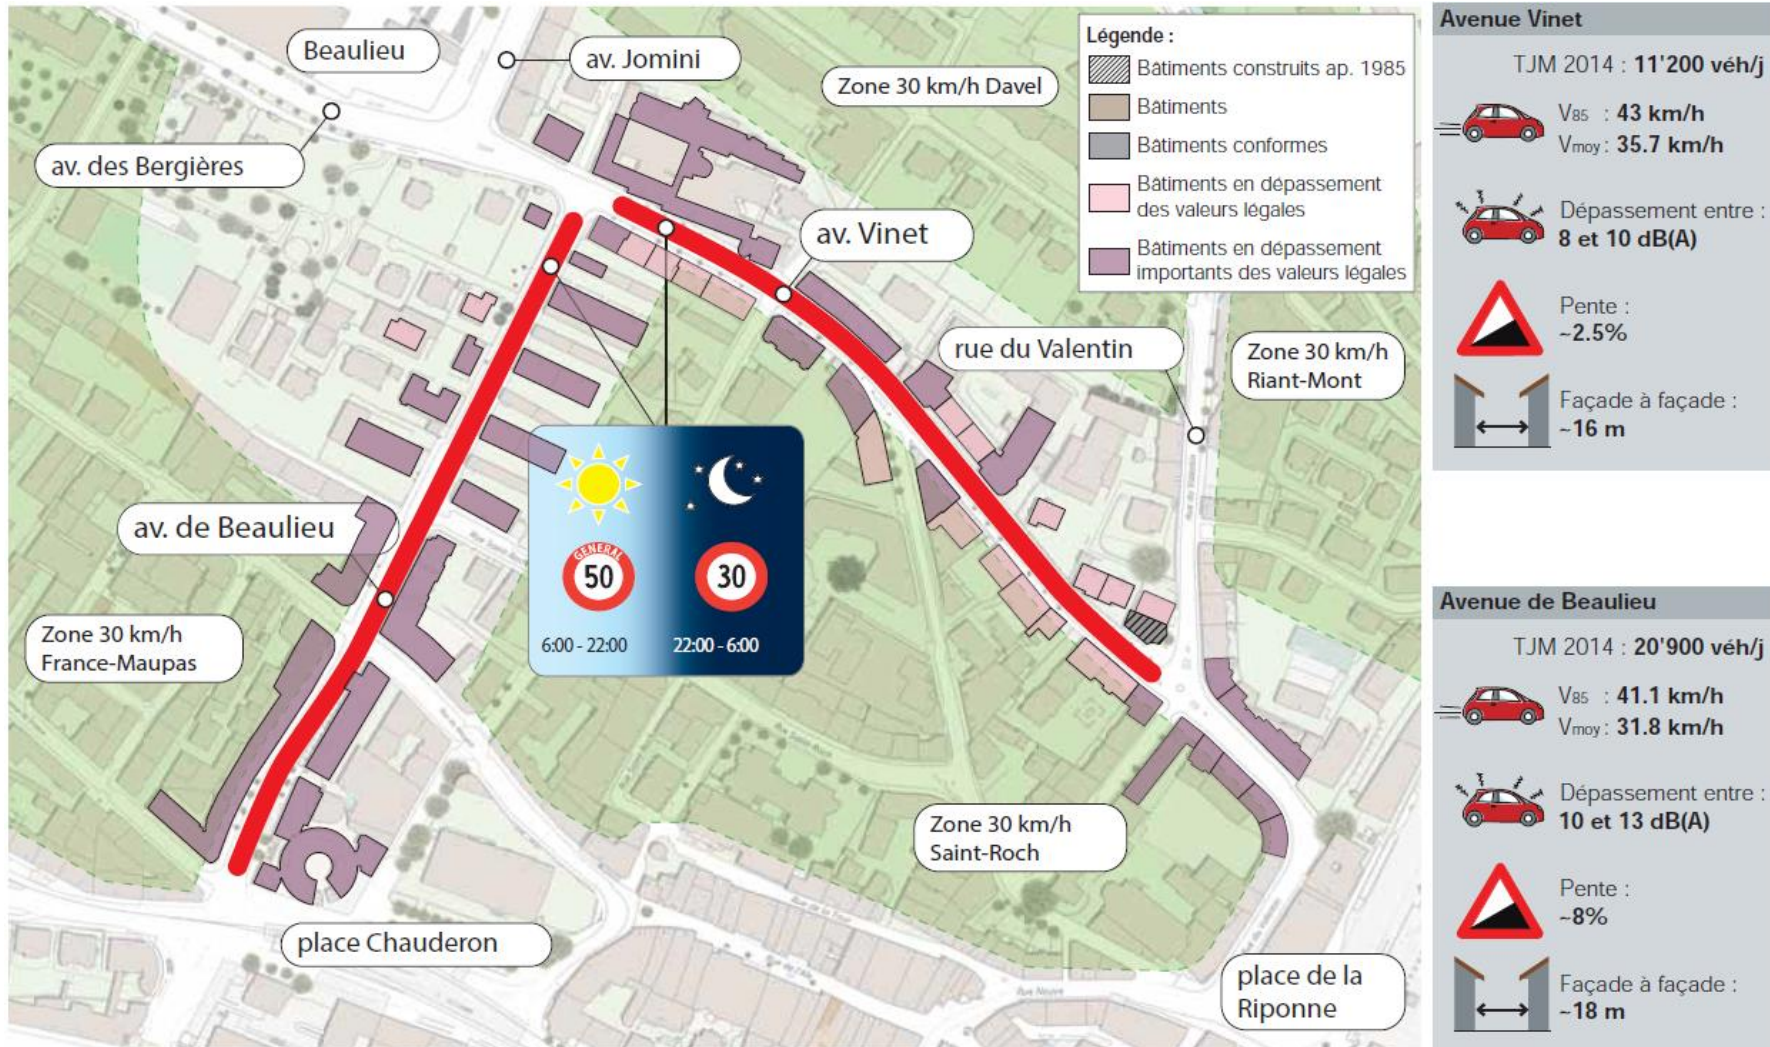 Beaulieu
av. Jomini
av. des Bergières
Zone 30 km/h Davel
Légende :
Bâtiments construits ap. 1985
Bâtiments
Bâtiments conformes
Bâtiments en dépassement
des valeurs légales
Bâtiments en dépassement
importants des valeurs légales
av. Vinet
rue du Valentin
Zone 30 km/h
Riant-Mont
av. de Beaulieu
GENERAL
50
30
6:00 - 22:00
22:00 - 6:00
Zone 30 km/h
France-Maupas
Zone 30 km/h
Saint-Roch
place Chauderon
place de la
Riponne
Rue Neuve
Avenue Vinet
TJM 2014 : 11'200 véh/j
V85 : 43 km/h
Vmoy : 35.7 km/h
Dépassement entre :
8 et 10 dB(A)
Pente :
~2.5%
Façade à façade :
~16 m
Avenue de Beaulieu
TJM 2014 : 20'900 véh/j
V85 : 41.1 km/h
Vmoy : 31.8 km/h
Dépassement entre :
10 et 13 dB(A)
Pente :
~8%
Façade à façade :
~18 m